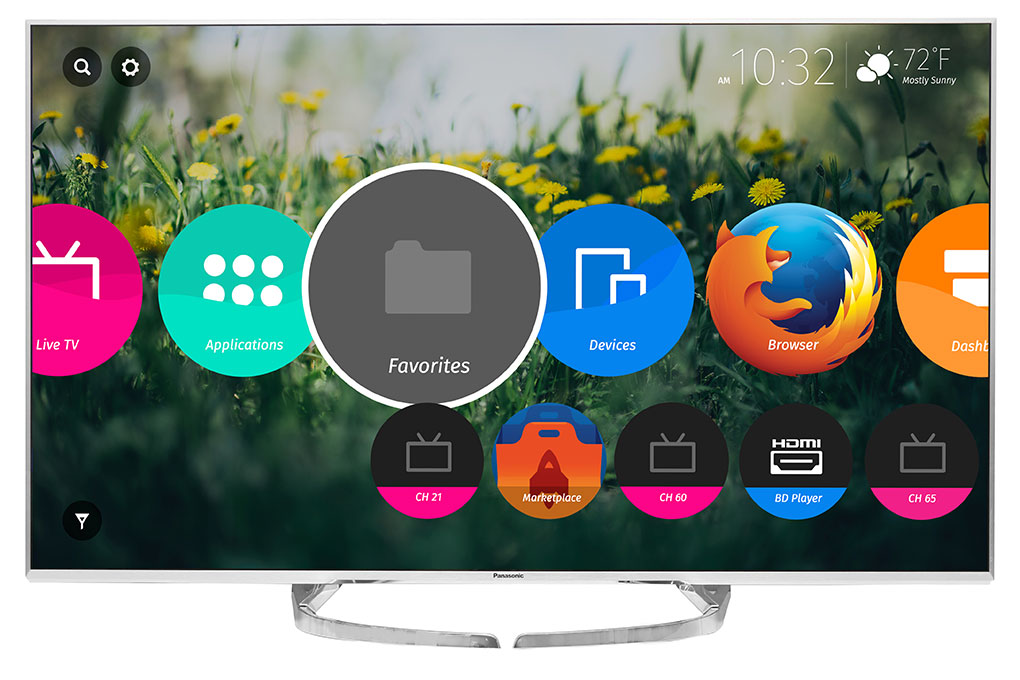 AM 10:32 72°F
Mostly Sunny
Live TV
Applications
Favorites
Devices
Browser
Dashb
CH 21
Marketplace
CH 60
HDMI
BD Player
CH 65
Panasonic